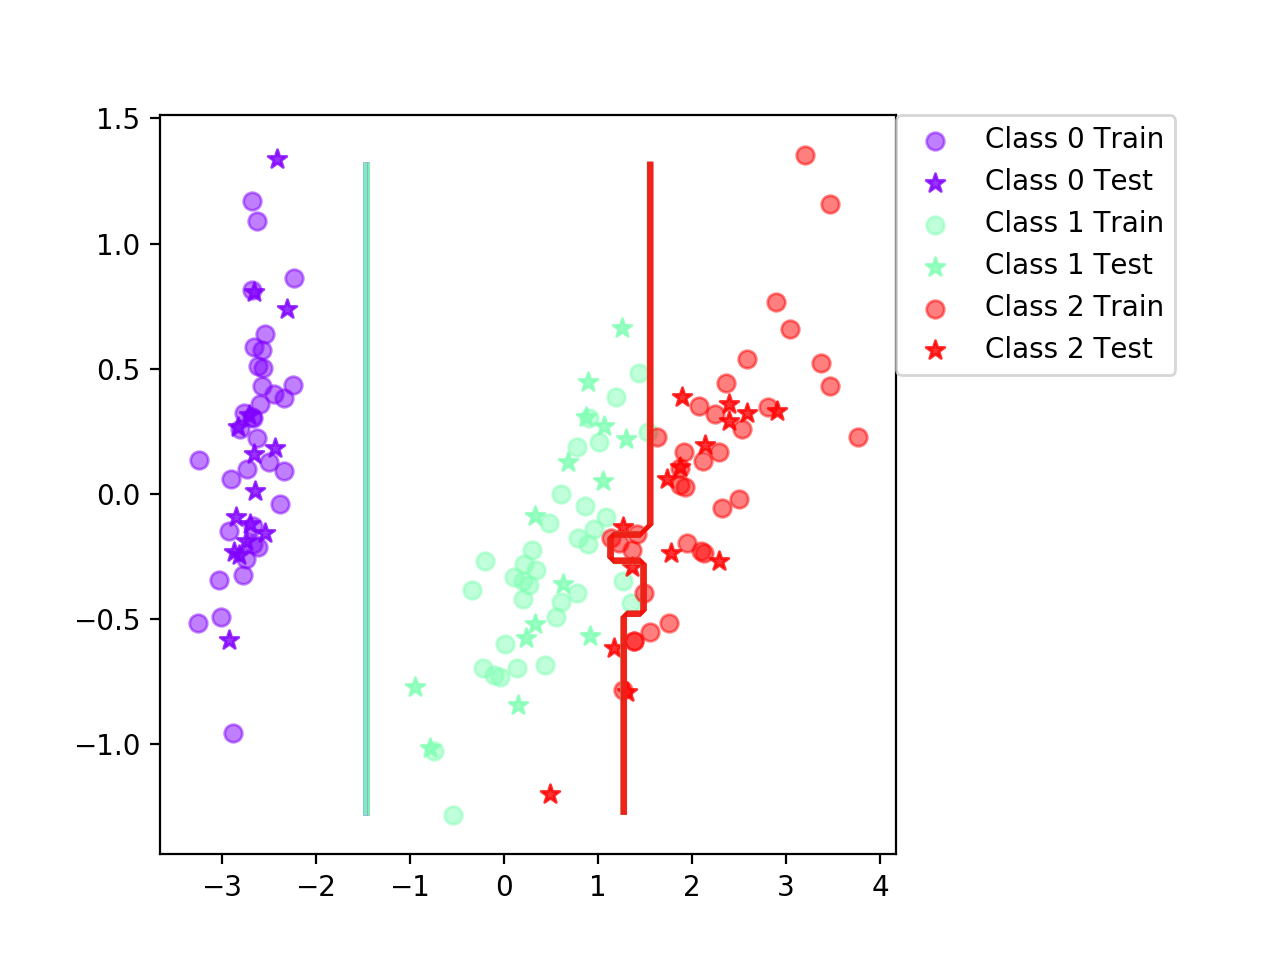 1.5
1.0
0.5
0.0
−0.5
−1.0
−3 −2 −1 0 1 2 3 4
Class 0 Train
Class 0 Test
Class 1 Train
Class 1 Test
Class 2 Train
Class 2 Test